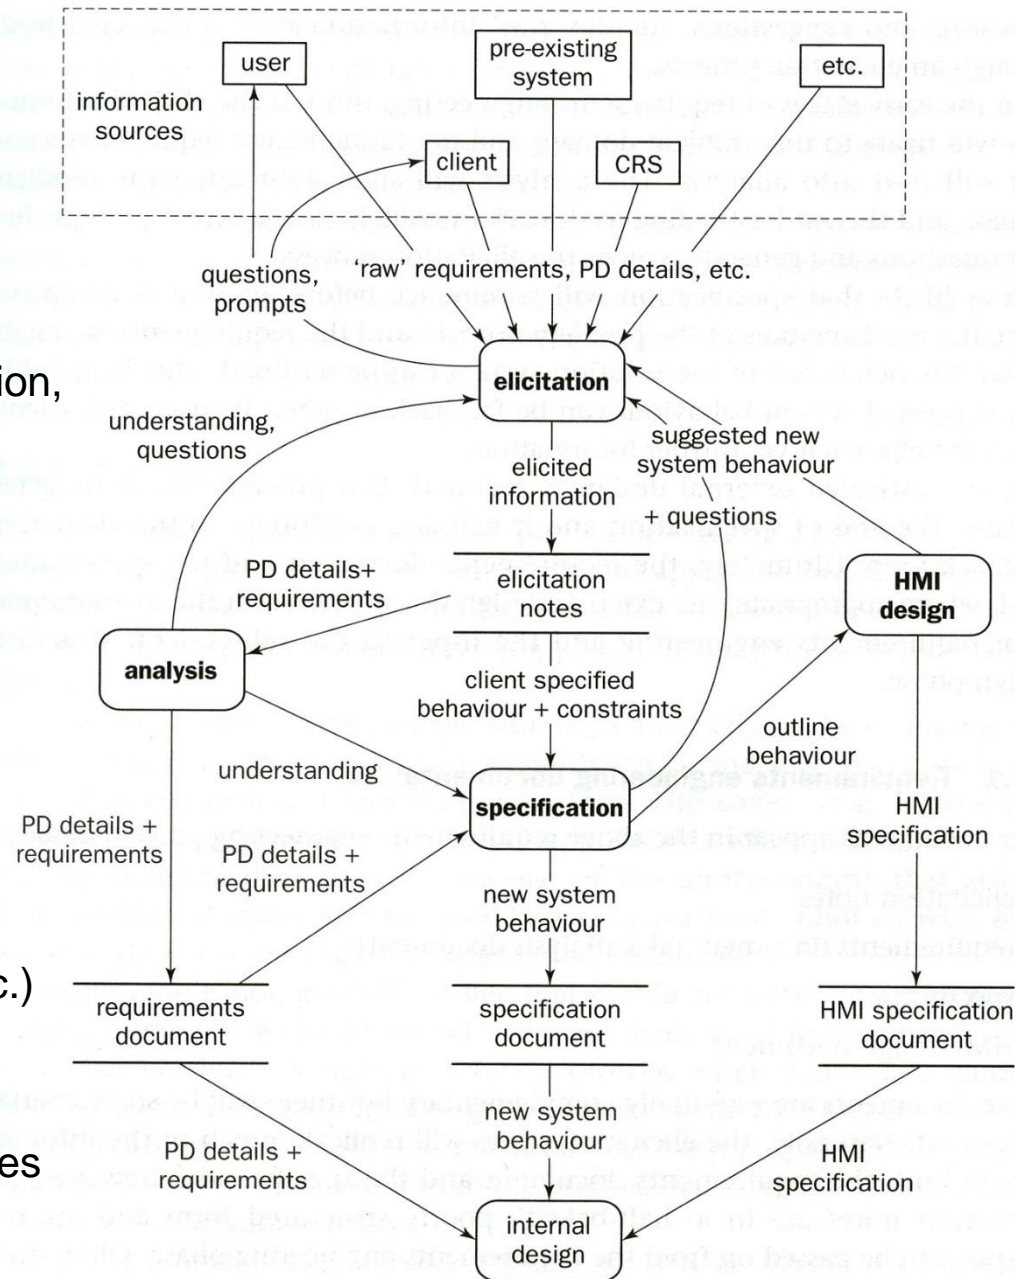 user
pre-existing
system
etc.
information
sources
client
CRS
questions,
prompts
'raw' requirements, PD details, etc.
ion,
elicitation
understanding,
questions
suggested new
system behaviour
elicited
information
+ questions
PD details+
requirements
elicitation
notes
HMI
design
analysis
client specified
behaviour + constraints
outline
behaviour
understanding
specification
HMI
specification
PD details +
requirements
PD details +
requirements
new system
behaviour
c.)
requirements
document
specification
document
HMI specification
document
new system
behaviour
es
PD details +
requirements
HMI
specification
internal
design